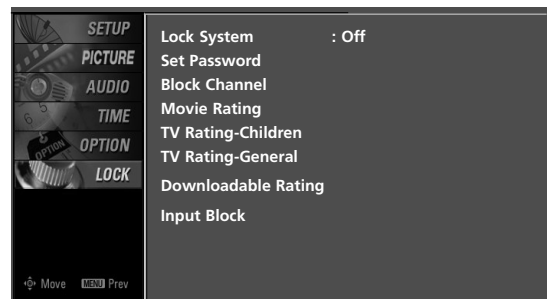 SETUP
PICTURE
AUDIO
TIME
OPTION
LOCK
Move MENU Prev
Lock System : Off
Set Password
Block Channel
Movie Rating
TV Rating-Children
TV Rating-General
Downloadable Rating
Input Block